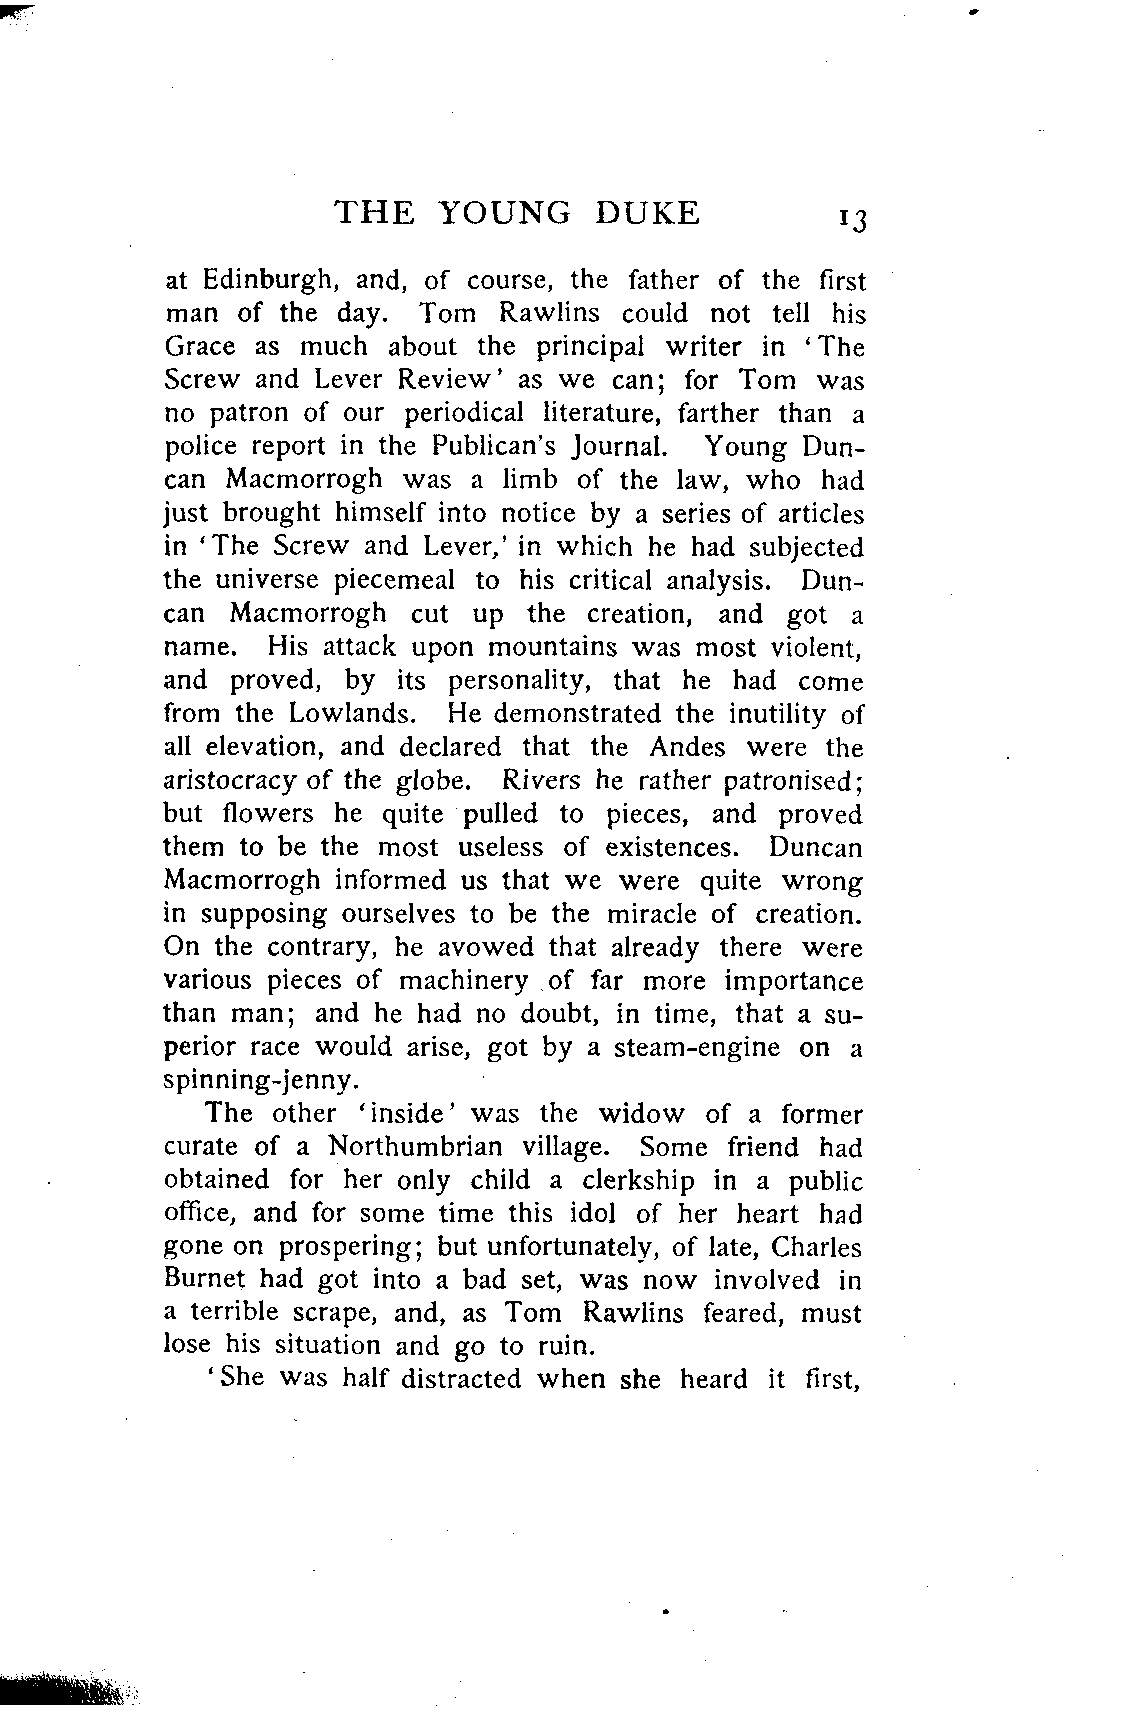 THE YOUNG DUKE 13
at Edinburgh, and, of course, the father of the first
man of the day. Tom Rawlins could not tell his
Grace as much about the principal writer in ‘The
Screw and Lever Review’ as we can; for Tom was
no patron of our periodical literature, farther than a
police report in the Publican's Journal. Young Dun-
can Macmorrogh was a limb of the law, who had
just brought himself into notice by a series of articles
in ‘The Screw and Lever,’ in which he had subjected
the universe piecemeal to his critical analysis. Dun-
can Macmorrogh cut up the creation, and got a
name. His attack upon mountains was most violent,
and proved, by its personality, that he had come
from the Lowlands. He demonstrated the inutility of
all elevation, and declared that the Andes were the
aristocracy of the globe. Rivers he rather patronised;
but flowers he quite pulled to pieces, and proved
them to be the most useless of existences. Duncan
Macmorrogh informed us that we were quite wrong
in supposing ourselves to be the miracle of creation.
On the contrary, he avowed that already there were
various pieces of machinery of far more importance
than man; and he had no doubt, in time, that a su-
perior race would arise, got by a steam-engine on a
spinning-jenny.
The other ‘inside’ was the widow of a former
curate of a Northumbrian village. Some friend had
obtained for her only child a clerkship in a public
office, and for some time this idol of her heart had
gone on prospering; but unfortunately, of late, Charles
Burnet had got into a bad set, was now involved in
a terrible scrape, and, as Tom Rawlins feared, must
lose his situation and go to ruin.
‘She was half distracted when she heard it first,